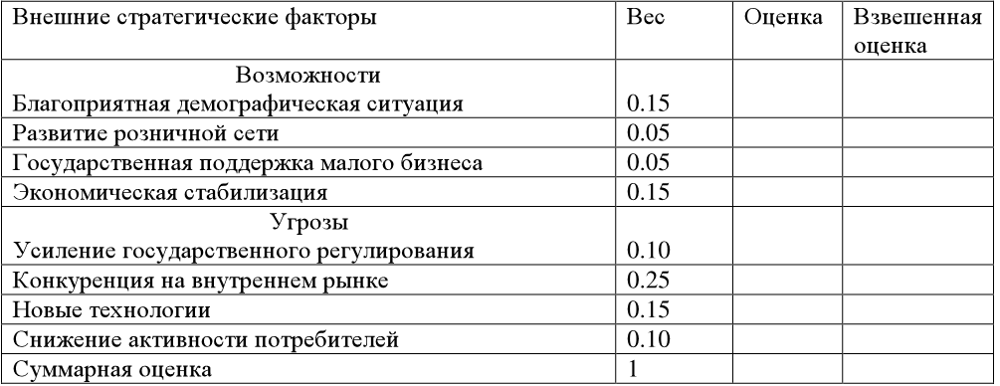 Внешние стратегические факторы Вес Оценка Взвешенная
оценка
Возможности
Благоприятная демографическая ситуация 0.15
Развитие розничной сети 0.05
Государственная поддержка малого бизнеса 0.05
Экономическая стабилизация 0.15
Угрозы
Усиление государственного регулирования 0.10
Конкуренция на внутреннем рынке 0.25
Новые технологии 0.15
Снижение активности потребителей 0.10
Суммарная оценка 1